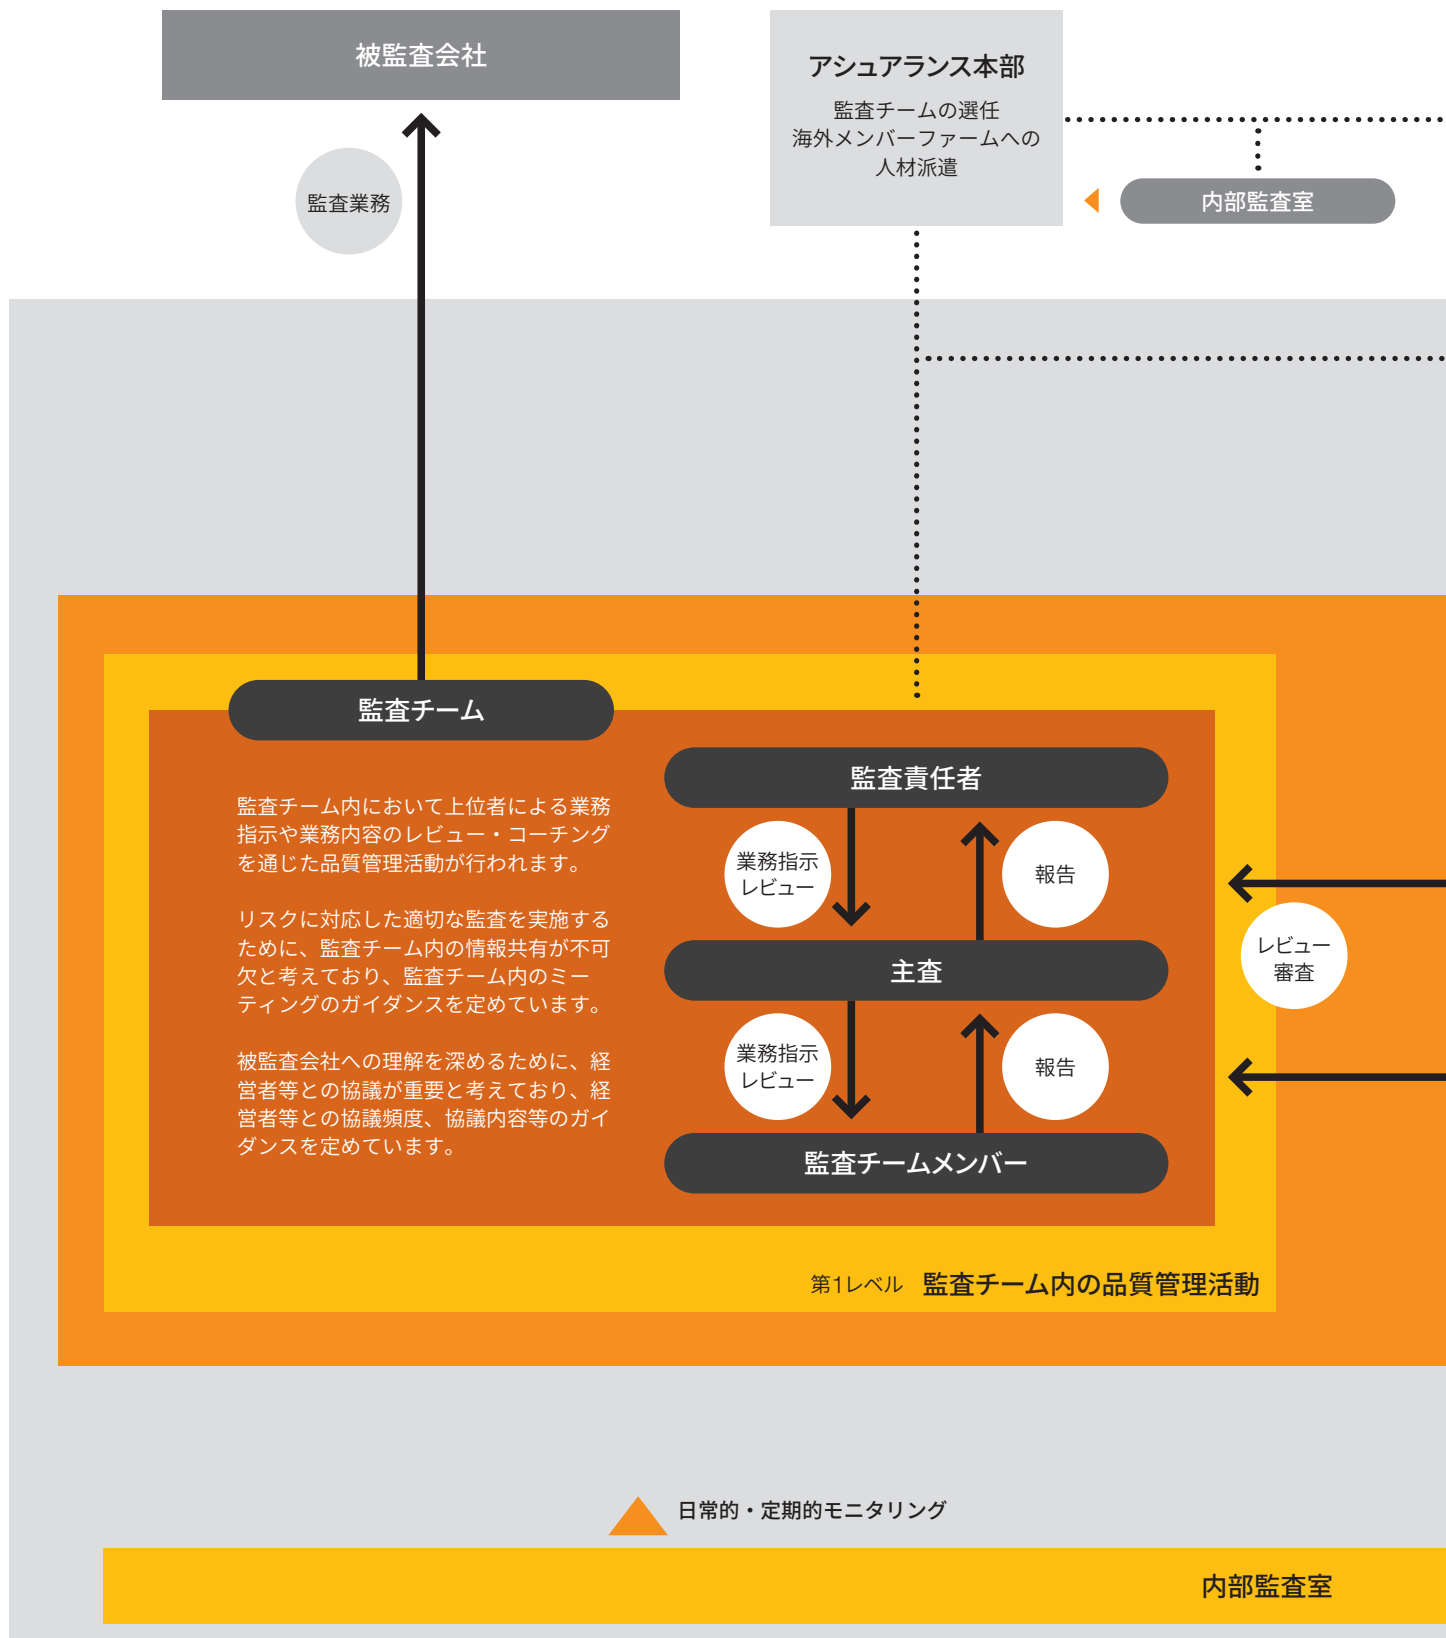 被監査会社
監査業務
アシュアランス本部
監査チームの選任
海外メンバーファームへの
人材派遣
内部監査室
監査チーム
監査チーム内において上位者による業務
指示や業務内容のレビュー・コーチング
を通じた品質管理活動が行われます。
リスクに対応した適切な監査を実施する
ために、監査チーム内の情報共有が不可
欠と考えており、監査チーム内のミー
ティングのガイダンスを定めています。
被監査会社への理解を深めるために、経
営者等との協議が重要と考えており、経
営者等との協議頻度、協議内容等のガイ
ダンスを定めています。
監査責任者
業務指示
レビュー
報告
主査
業務指示
レビュー
報告
監査チームメンバー
レビュー
審査
第1レベル 監査チーム内の品質管理活動
日常的・定期的モニタリング
内部監査室